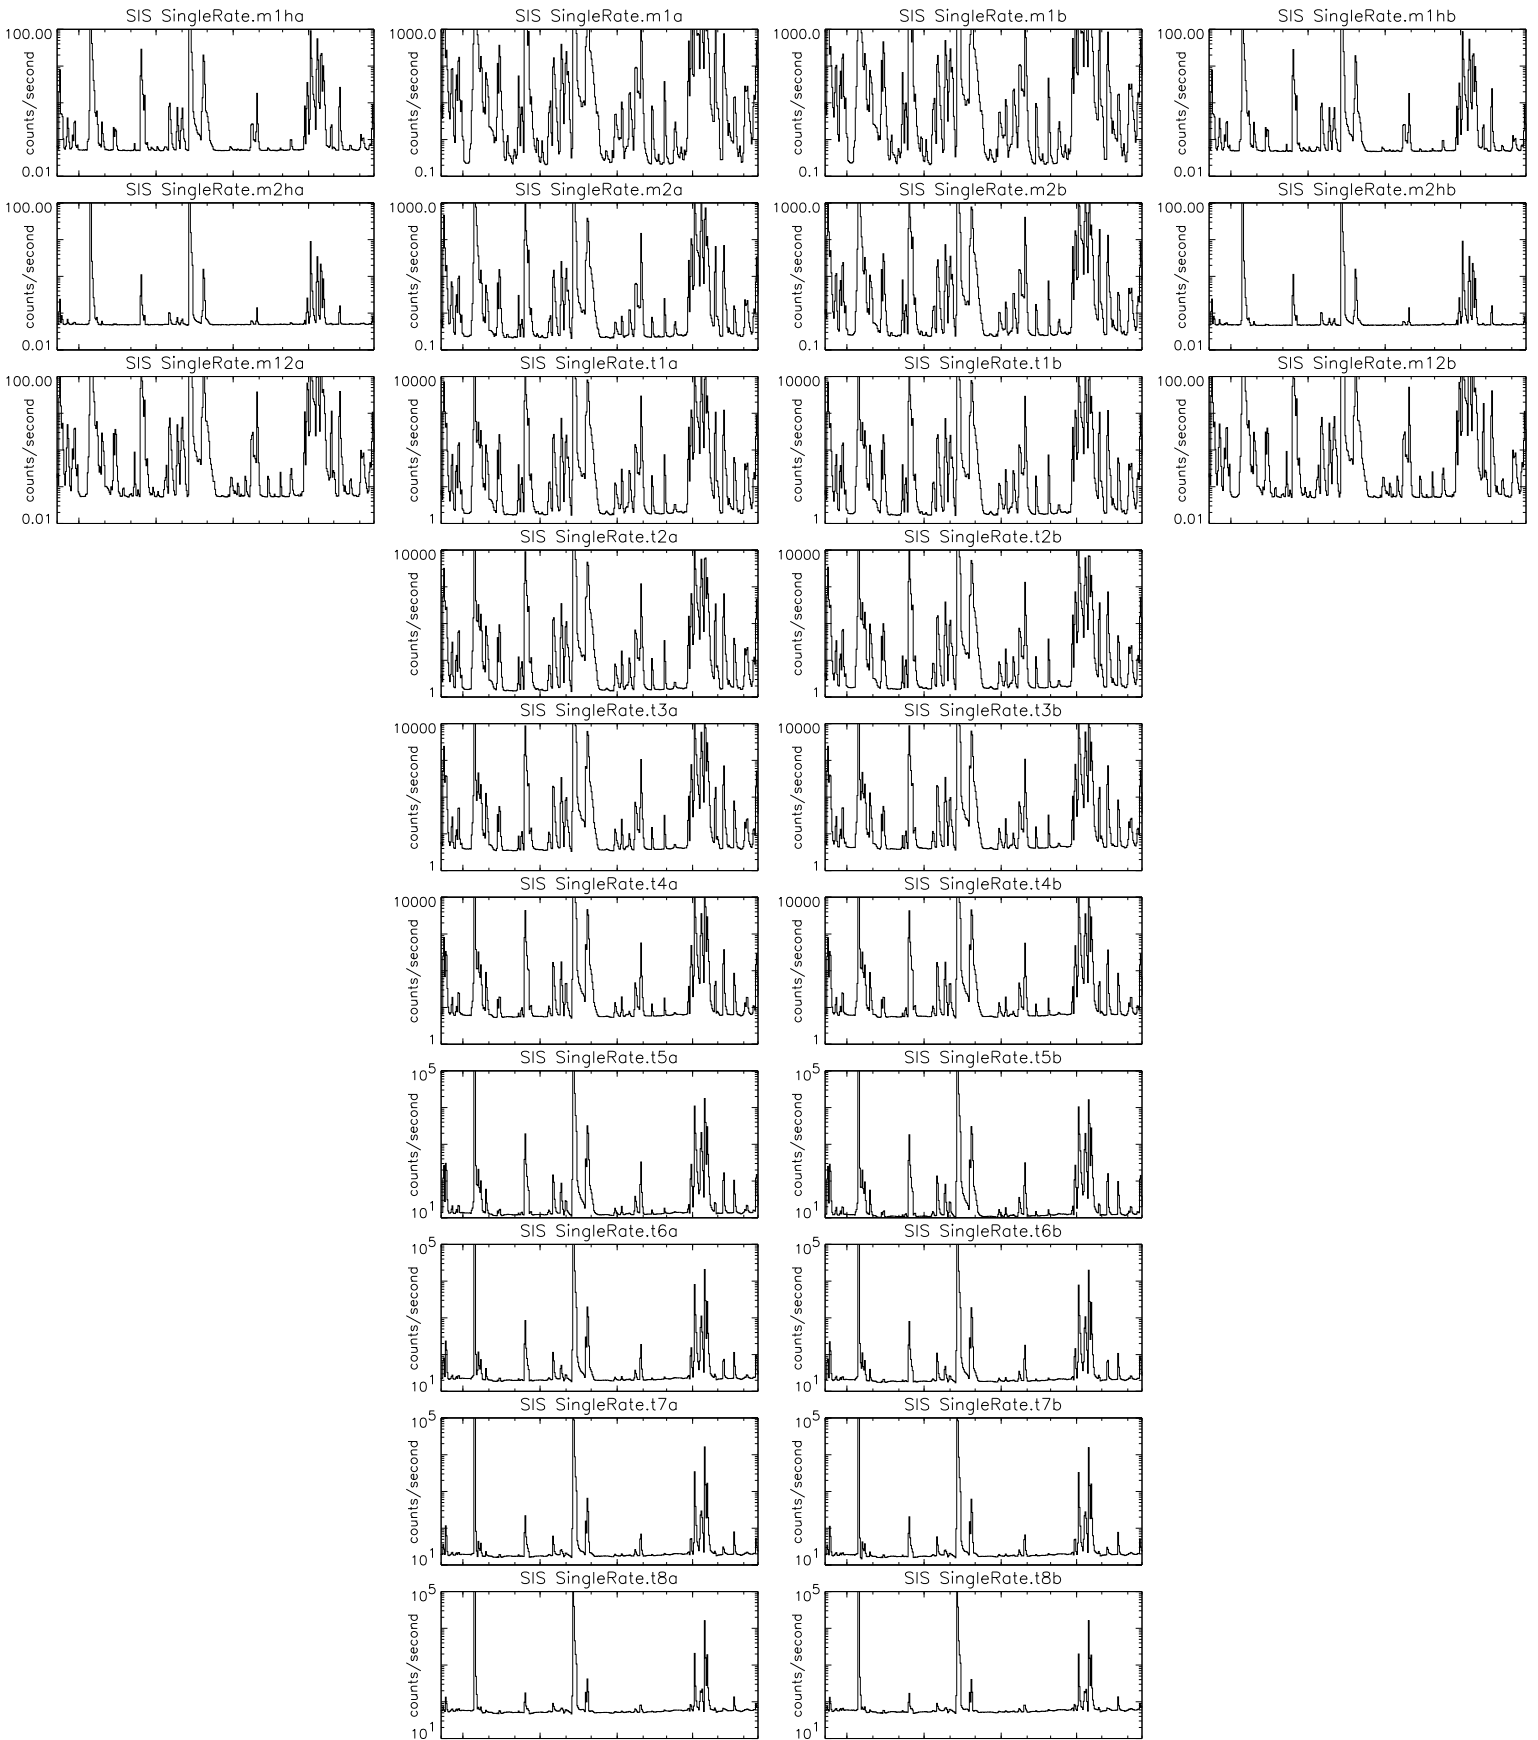 SIS SingleRate.m1ha
100.00
counts/second
0.01
SIS SingleRate.m1a
1000.0
counts/second
0.1
SIS SingleRate.m1b
1000.0
counts/second
0.1
SIS SingleRate.m1hb
100.00
counts/second
0.01
SIS SingleRate.m2ha
100.00
counts/second
0.01
SIS SingleRate.m2a
1000.0
counts/second
0.1
SIS SingleRate.m2b
1000.0
counts/second
0.1
SIS SingleRate.m2hb
100.00
counts/second
0.01
SIS SingleRate.m12a
100.00
counts/second
0.01
SIS SingleRate.t1a
10000
counts/second
1
SIS SingleRate.t1b
10000
counts/second
1
SIS SingleRate.m12b
100.00
counts/second
0.01
SIS SingleRate.t2a
10000
counts/second
1
SIS SingleRate.t2b
10000
counts/second
1
SIS SingleRate.t3a
10000
counts/second
1
SIS SingleRate.t3b
10000
counts/second
1
SIS SingleRate.t4a
10000
counts/second
1
SIS SingleRate.t4b
10000
counts/second
1
SIS SingleRate.t5a
10^5
counts/second
10^1
SIS SingleRate.t5b
10^5
counts/second
10^1
SIS SingleRate.t6a
10^5
counts/second
10^1
SIS SingleRate.t6b
10^5
counts/second
10^1
SIS SingleRate.t7a
10^5
counts/second
10^1
SIS SingleRate.t7b
10^5
counts/second
10^1
SIS SingleRate.t8a
10^5
counts/second
10^1
SIS SingleRate.t8b
10^5
counts/second
10^1